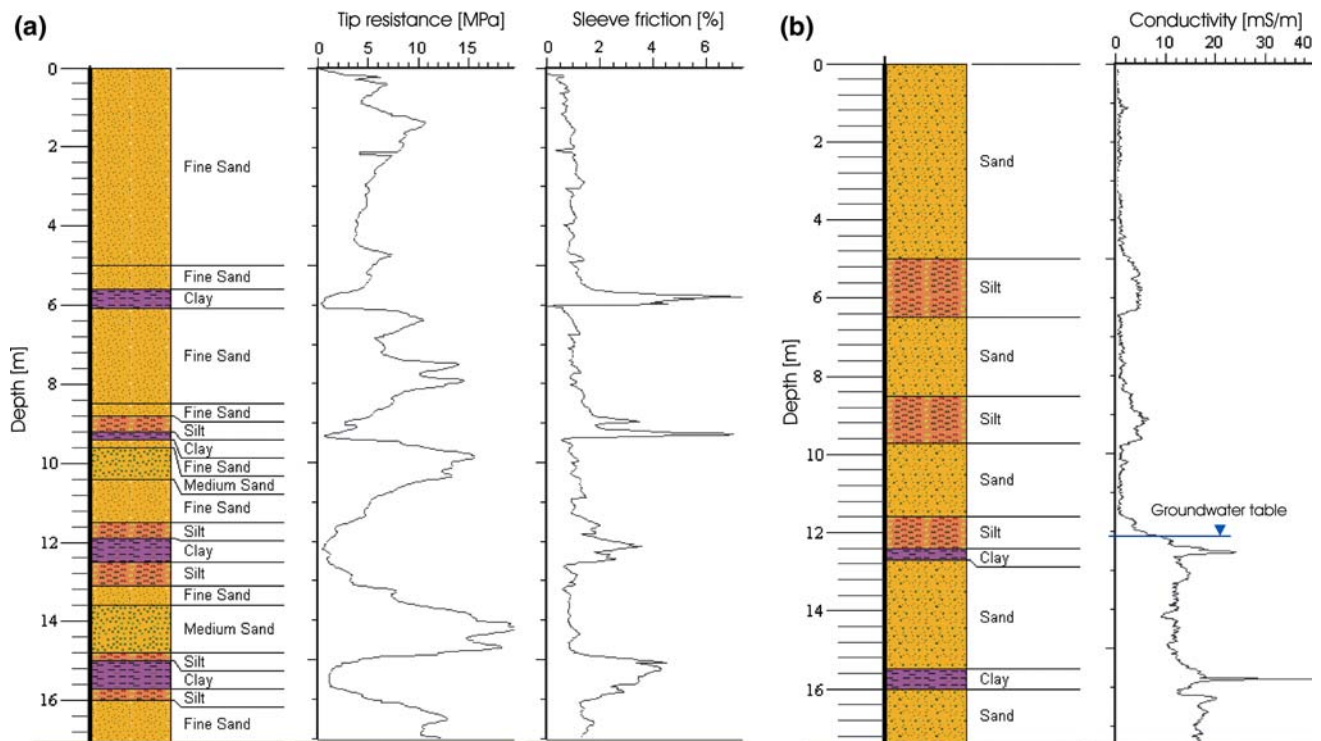 (a)
Tip resistance [MPa]
Sleeve friction [%]
0 5 10 15
0 2 4 6
Depth [m]
0
2
4
6
8
10
12
14
16
Fine Sand
Fine Sand
Clay
Fine Sand
Fine Sand
Silt
Clay
Fine Sand
Medium Sand
Fine Sand
Silt
Clay
Silt
Fine Sand
Medium Sand
Silt
Clay
Silt
Fine Sand
(b)
Conductivity [mS/m]
0 10 20 30 40
Depth [m]
0
2
4
6
8
10
12
14
16
Sand
Silt
Sand
Silt
Sand
Silt
Clay
Sand
Clay
Sand
Groundwater table